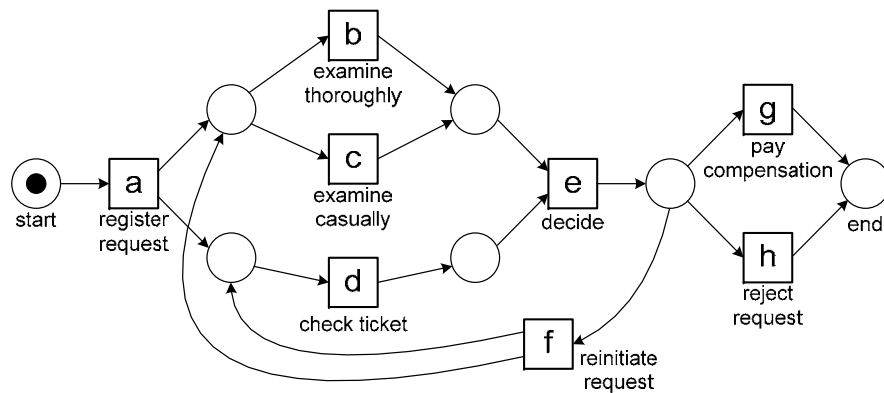 b
examine
thoroughly
c
examine
casually
g
pay
compensation
start
a
register
request
e
decide
end
d
check ticket
h
reject
request
f
reinitiate
request